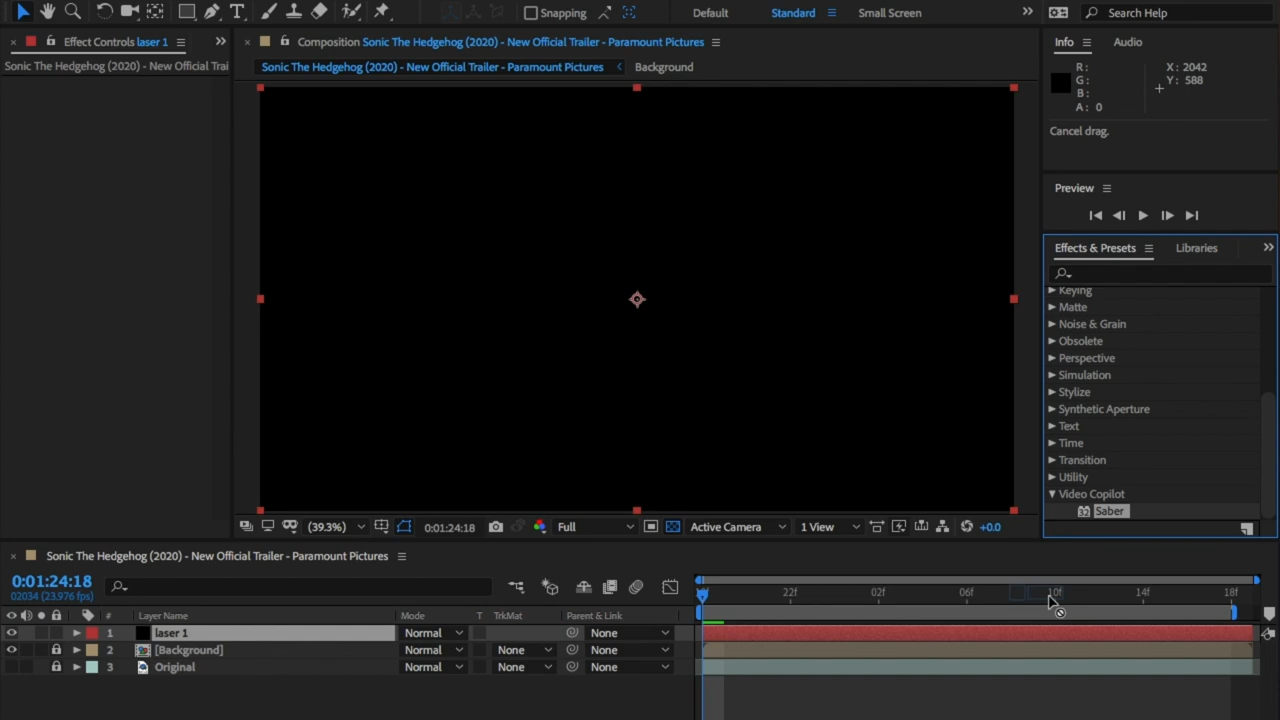 Snapping
Default
Standard
Small Screen
Search Help
Effect Controls laser 1
Composition Sonic The Hedgehog (2020) - New Official Trailer - Paramount Pictures
Info
Audio
Sonic The Hedgehog (2020) - New Official Trai
Sonic The Hedgehog (2020) - New Official Trailer - Paramount Pictures
Background
R:
G:
B:
A: 0
X: 2042
Y: 588
Cancel drag.
Preview
Effects & Presets
Libraries
Keying
Matte
Noise & Grain
Obsolete
Perspective
Simulation
Stylize
Synthetic Aperture
Text
Time
Transition
Utility
Video Copilot
Saber
(39.3%)
0:01:24:18
Full
Active Camera
1 View
+0.0
Sonic The Hedgehog (2020) - New Official Trailer - Paramount Pictures
0:01:24:18
02034 (23.976 fps)
22f 02f 06f 10f 14f 18f
# Layer Name Mode T TrkMat Parent & Link
1 laser 1 Normal None
2 [Background] Normal None None
3 Original Normal None None